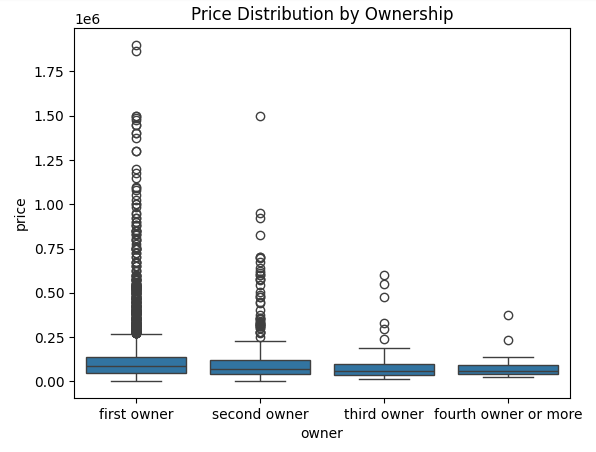 Price Distribution by Ownership
1e6
1.75
1.50
1.25
1.00
0.75
0.50
0.25
0.00
price
first owner second owner third owner fourth owner or more
owner